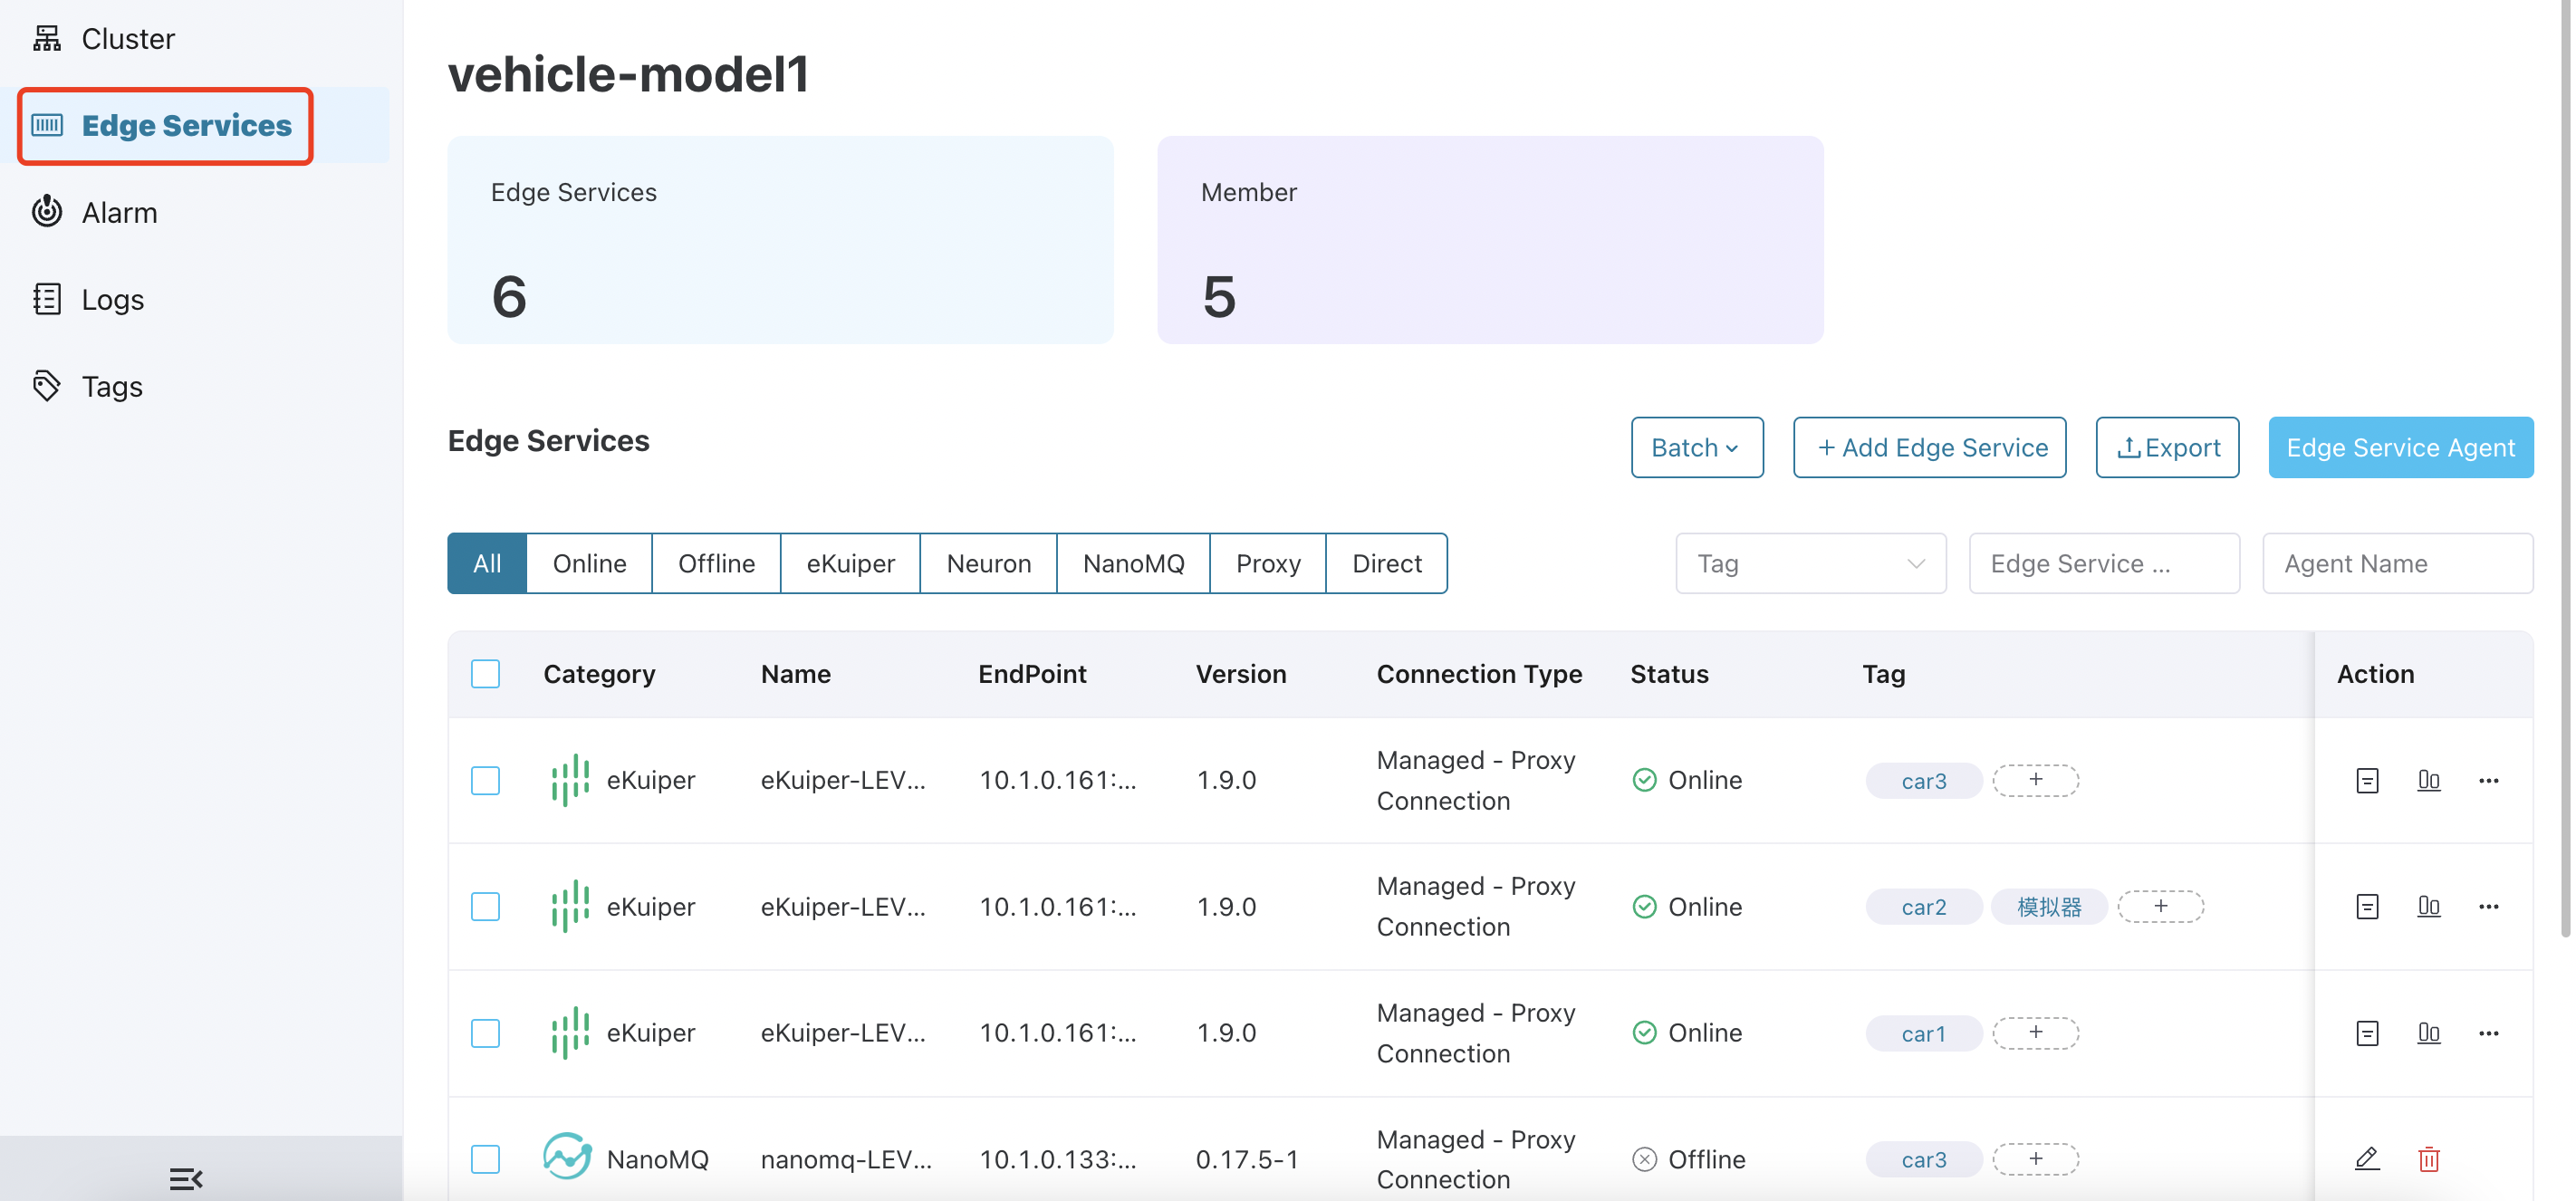 Cluster
Edge Services
Alarm
Logs
Tags
vehicle-model1
Edge Services
6
Member
5
Edge Services
Batch
+ Add Edge Service
Export
Edge Service Agent
All Online Offline eKuiper Neuron NanoMQ Proxy Direct
Tag
Edge Service ...
Agent Name
Category Name EndPoint Version Connection Type Status Tag Action
eKuiper eKuiper-LEV... 10.1.0.161:... 1.9.0 Managed - Proxy Connection Online car3 +
eKuiper eKuiper-LEV... 10.1.0.161:... 1.9.0 Managed - Proxy Connection Online car2 模拟器 +
eKuiper eKuiper-LEV... 10.1.0.161:... 1.9.0 Managed - Proxy Connection Online car1 +
NanoMQ nanomq-LEV... 10.1.0.133:... 0.17.5-1 Managed - Proxy Connection Offline car3 +